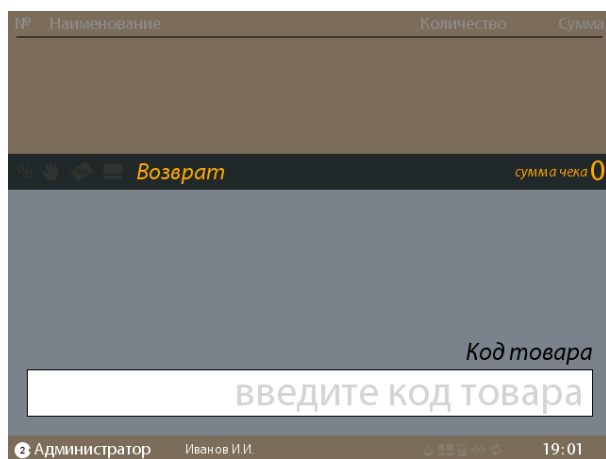 № Наименование Количество Сумма
% Возврат сумма чека 0
Код товара
введите код товара
2 Администратор Иванов И.И. 19:01